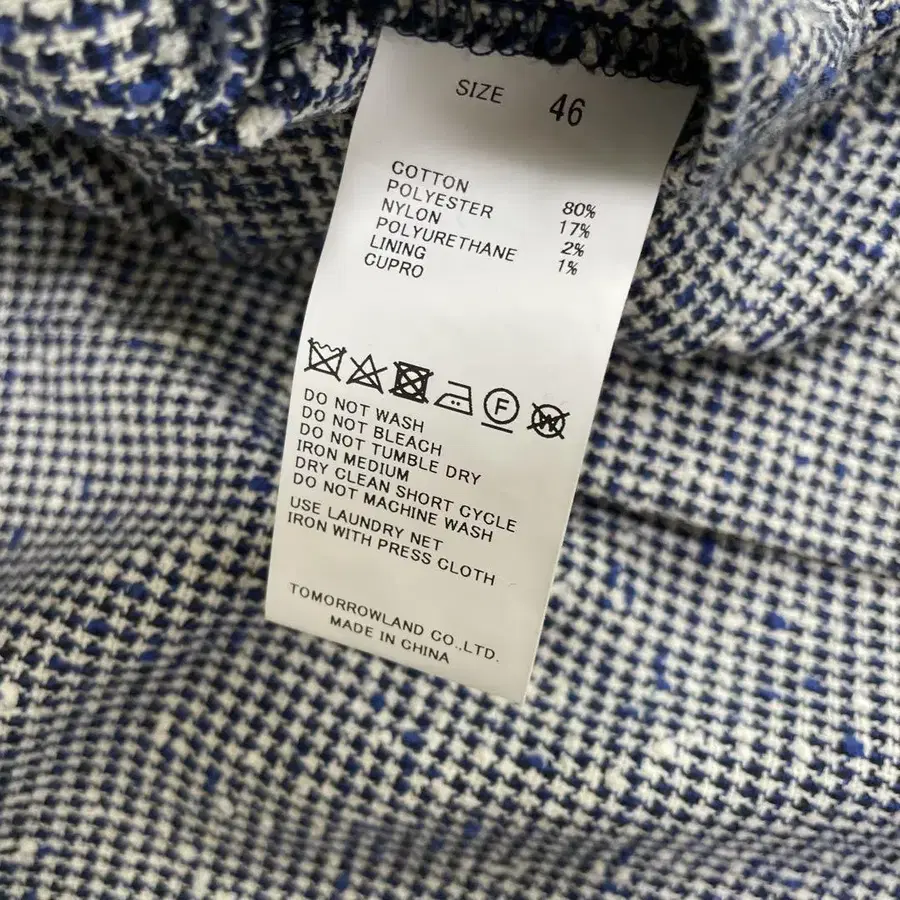 SIZE 46
COTTON 80%
POLYESTER 17%
NYLON 2%
POLYURETHANE 1%
LINING
CUPRO
F
W
DO NOT WASH
DO NOT BLEACH
DO NOT TUMBLE DRY
IRON MEDIUM
DRY CLEAN SHORT CYCLE
DO NOT MACHINE WASH
USE LAUNDRY NET
IRON WITH PRESS CLOTH
TOMORROWLAND CO.,LTD.
MADE IN CHINA